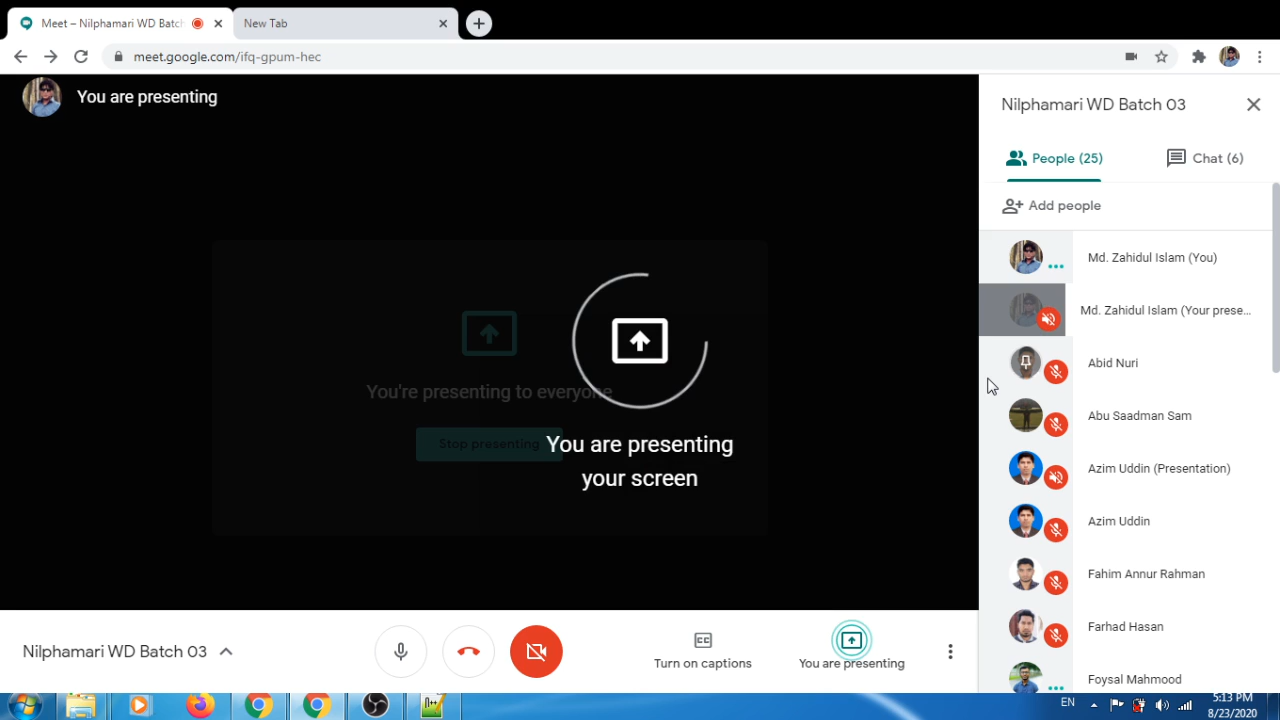 Meet – Nilphamari WD Batch
New Tab
meet.google.com/ifq-gpum-hec
You are presenting
You're presenting to everyone
Stop presenting
You are presenting
your screen
Nilphamari WD Batch 03
People (25)
Chat (6)
Add people
Md. Zahidul Islam (You)
Md. Zahidul Islam (Your prese...
Abid Nuri
Abu Saadman Sam
Azim Uddin (Presentation)
Azim Uddin
Fahim Annur Rahman
Farhad Hasan
Foysal Mahmood
Nilphamari WD Batch 03
CC
Turn on captions
You are presenting
EN
5:13 PM
8/23/2020